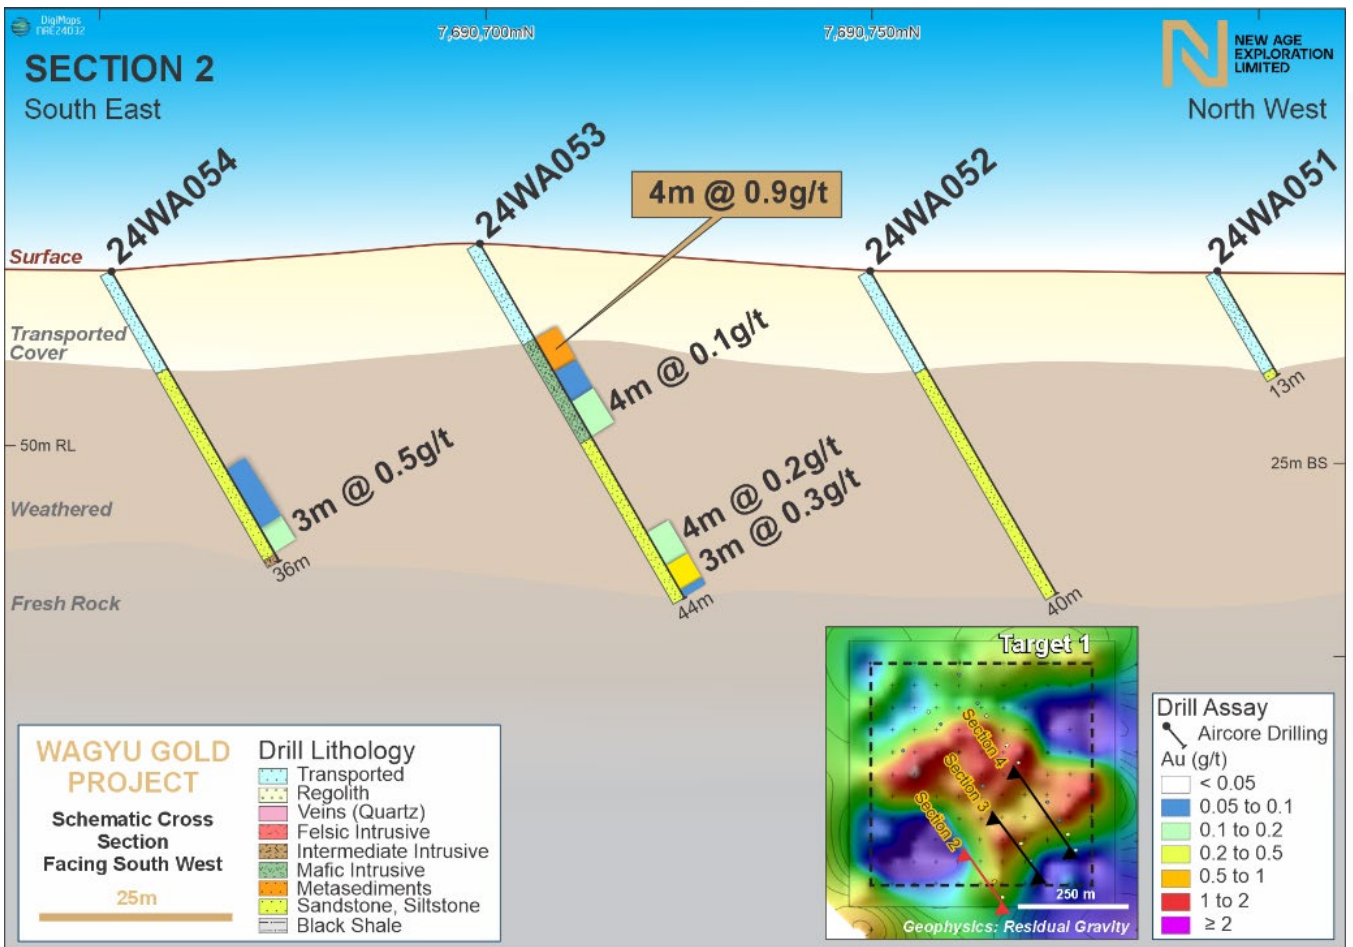 DigiMaps
NAE24032
7,690,700mN
7,690,750mN
NEW AGE
EXPLORATION
LIMITED
SECTION 2
South East
North West
24WA054
24WA053
24WA052
24WA051
4m @ 0.9g/t
Surface
Transported
Cover
4m @ 0.1g/t
13m
50m RL
25m BS
3m @ 0.5g/t
4m @ 0.2g/t
3m @ 0.3g/t
Weathered
36m
44m
40m
Fresh Rock
WAGYU GOLD
PROJECT
Schematic Cross
Section
Facing South West
25m
Drill Lithology
Transported
Regolith
Veins (Quartz)
Felsic Intrusive
Intermediate Intrusive
Mafic Intrusive
Metasediments
Sandstone, Siltstone
Black Shale
Target 1
Section 4
Section 3
Section 2
250 m
Geophysics: Residual Gravity
Drill Assay
Aircore Drilling
Au (g/t)
< 0.05
0.05 to 0.1
0.1 to 0.2
0.2 to 0.5
0.5 to 1
1 to 2
≥ 2